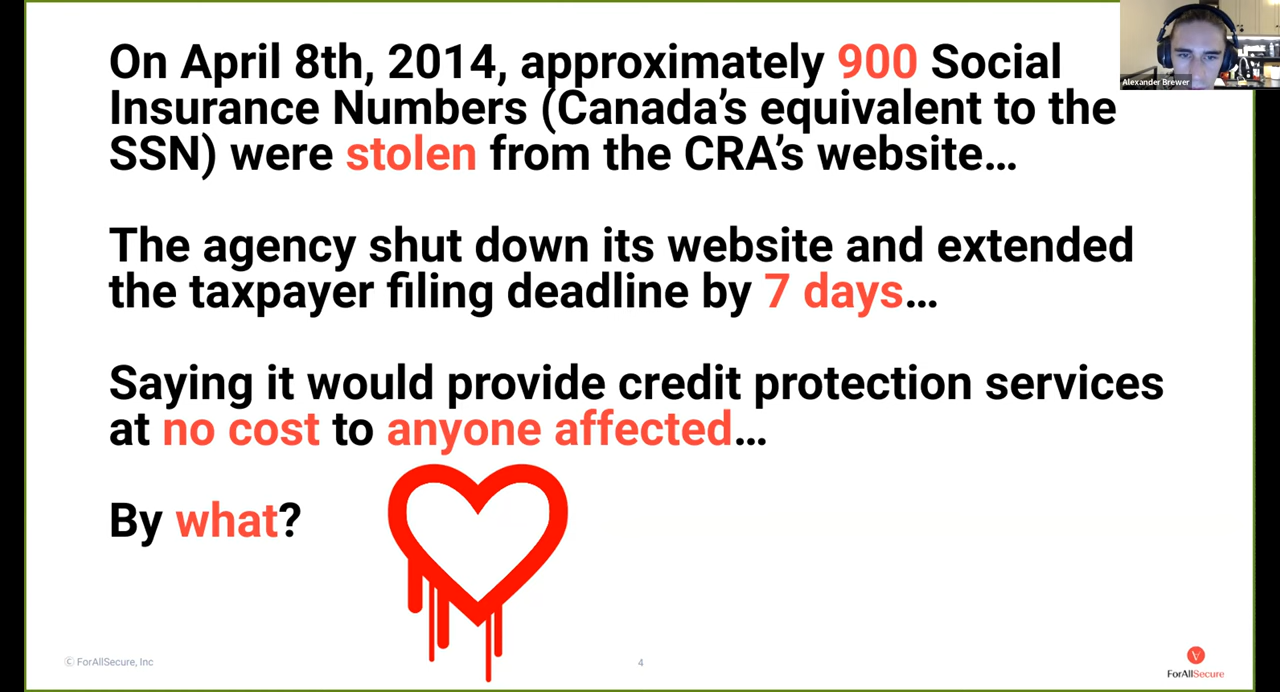 On April 8th, 2014, approximately 900 Social
Insurance Numbers (Canada’s equivalent to the
SSN) were stolen from the CRA’s website…
The agency shut down its website and extended
the taxpayer filing deadline by 7 days…
Saying it would provide credit protection services
at no cost to anyone affected…
By what?
Alexander Brewer
© ForAllSecure, Inc
4
ForAllSecure